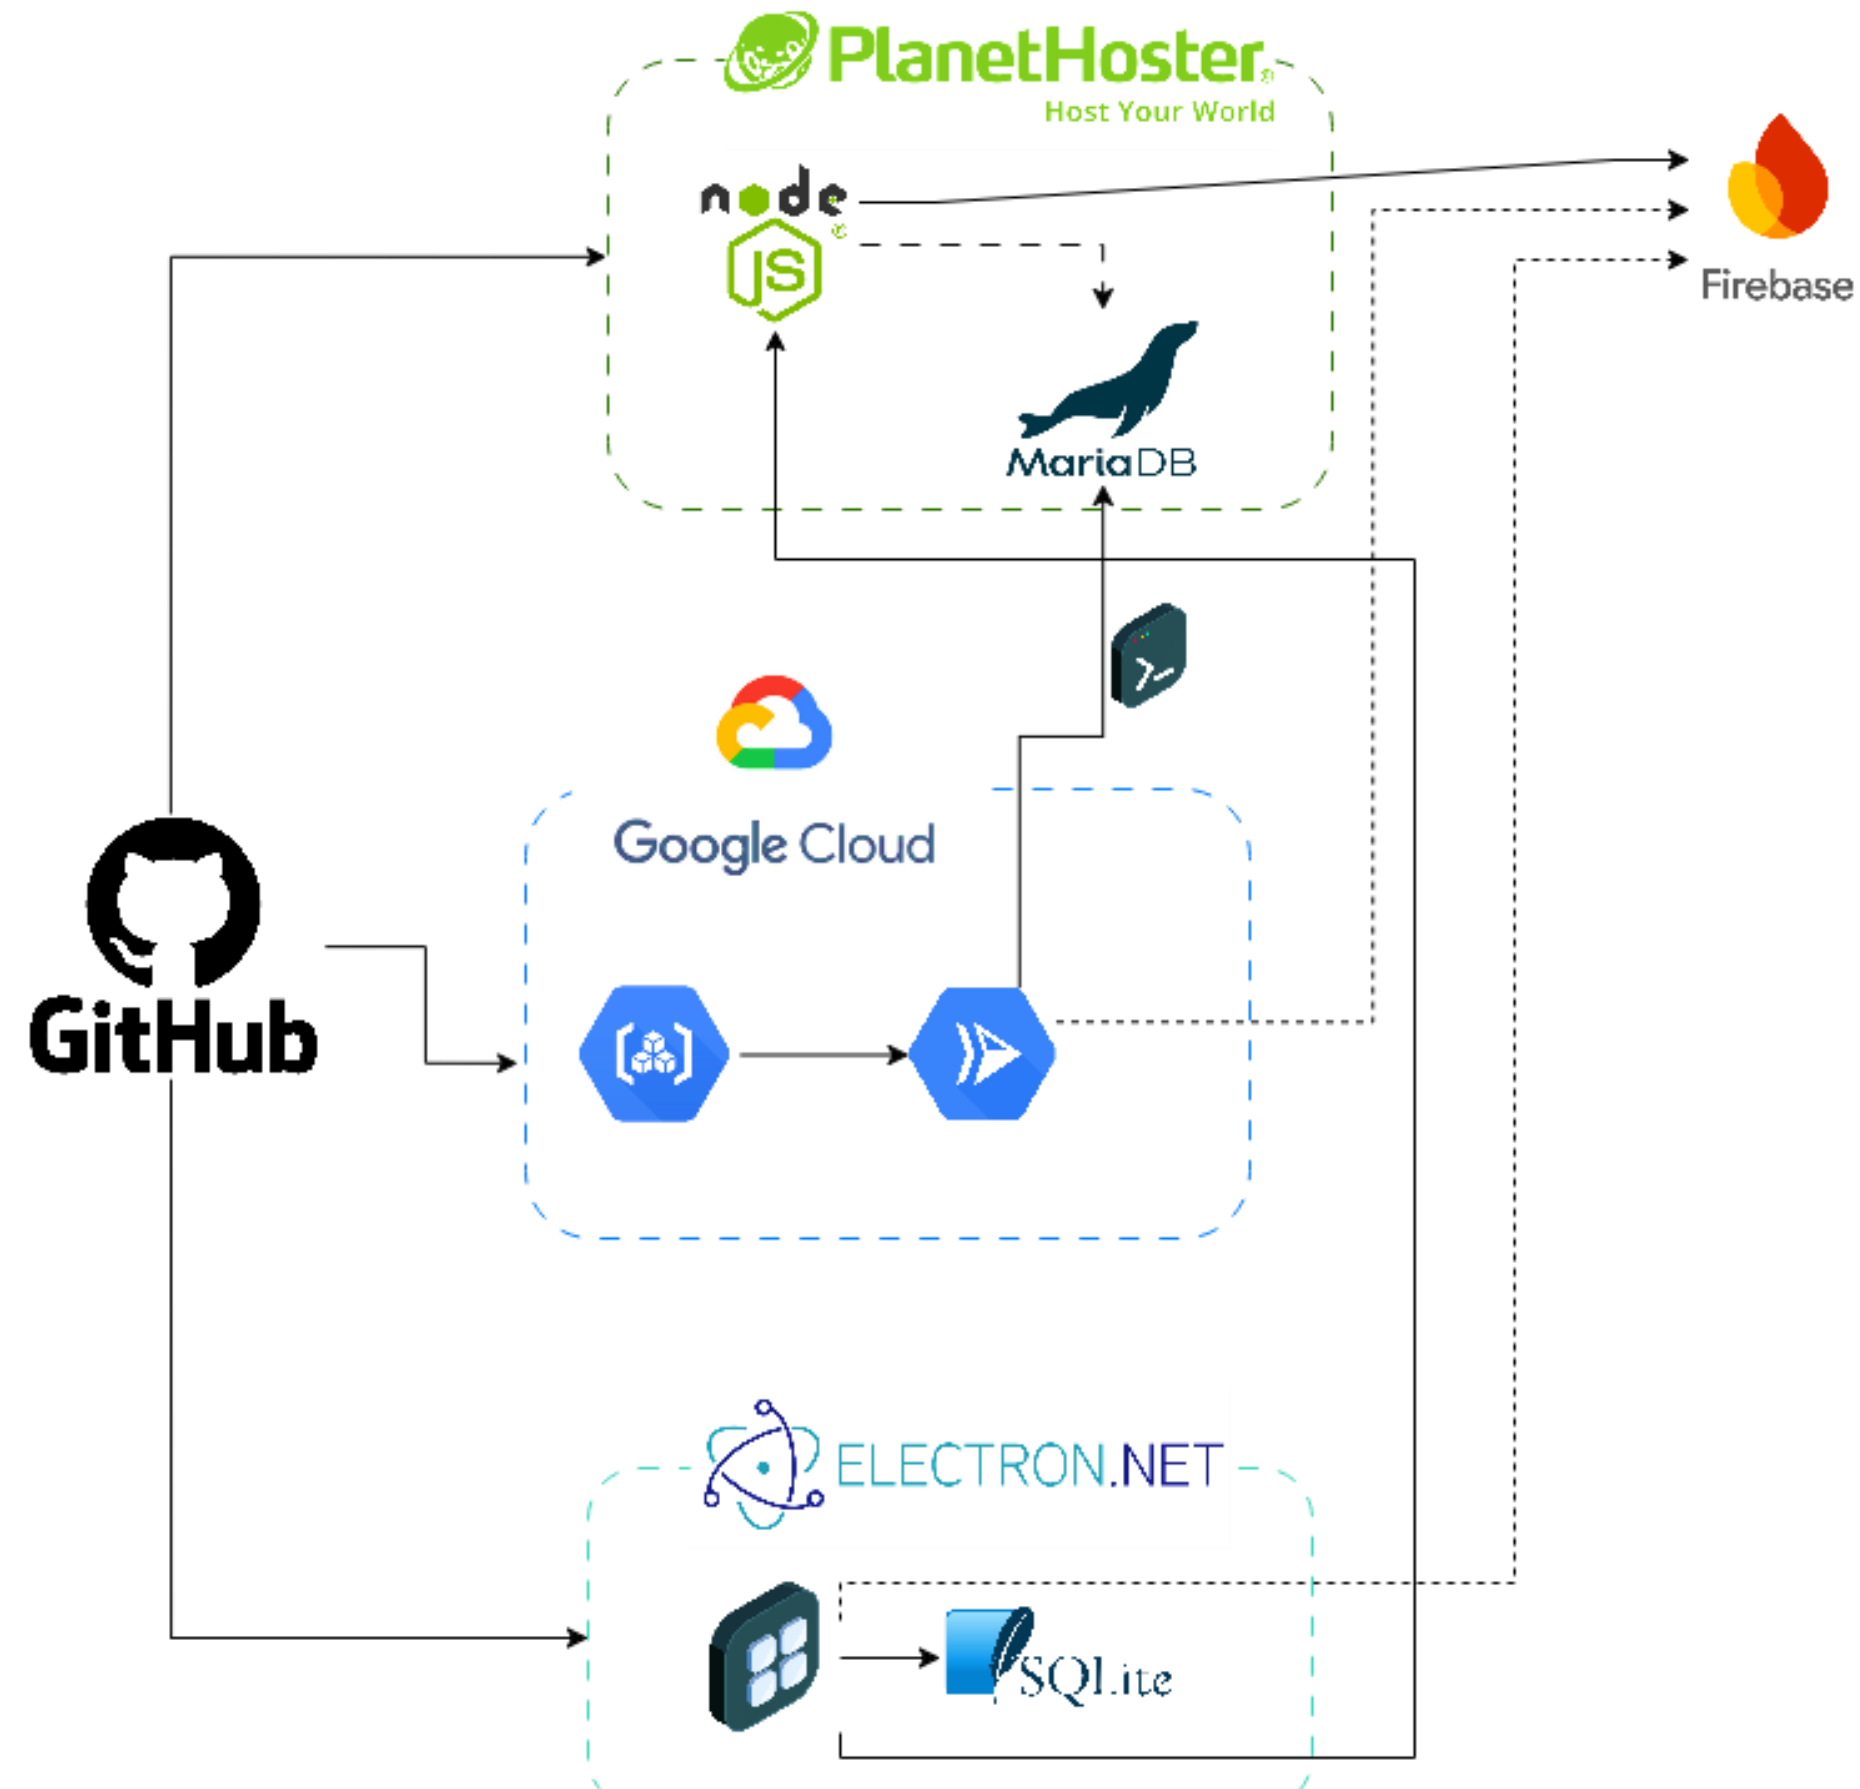 PlanetHoster®
Host Your World
node®
JS
Firebase
MariaDB
Google Cloud
GitHub
ELECTRON.NET
SQLite